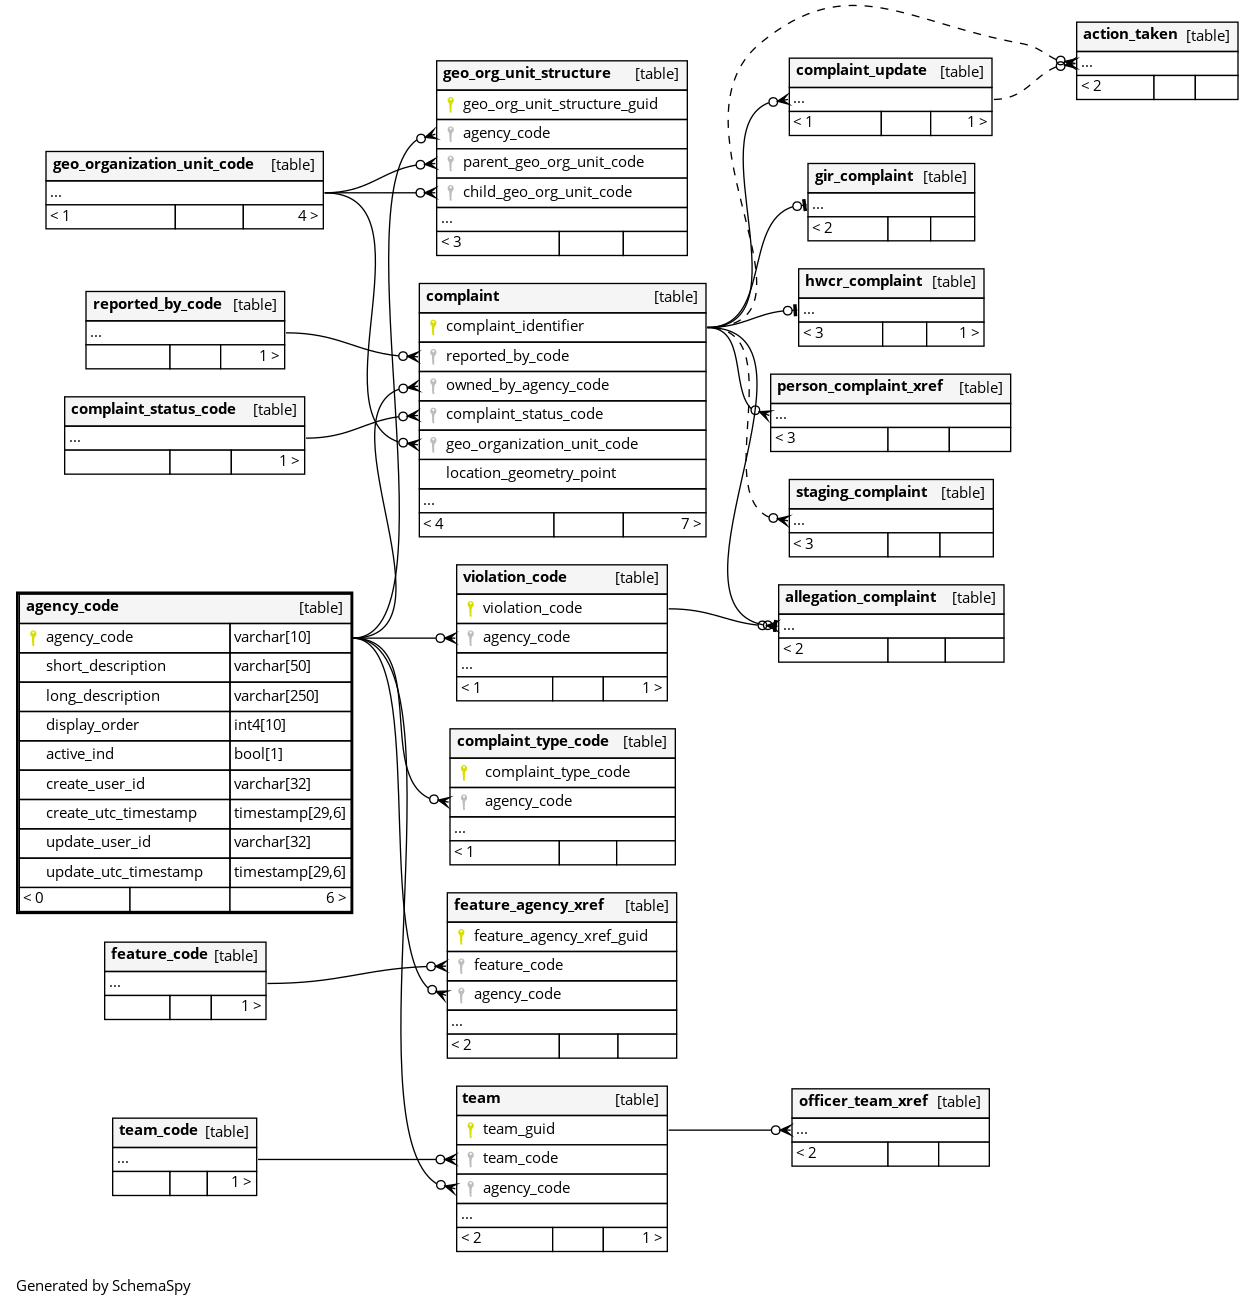 action_taken [table]
...
< 2
complaint_update [table]
...
< 1 1 >
geo_org_unit_structure [table]
geo_org_unit_structure_guid
agency_code
parent_geo_org_unit_code
child_geo_org_unit_code
...
< 3
geo_organization_unit_code [table]
...
< 1 4 >
gir_complaint [table]
...
< 2
hwcr_complaint [table]
...
< 3 1 >
reported_by_code [table]
...
1 >
complaint [table]
complaint_identifier
reported_by_code
owned_by_agency_code
complaint_status_code
geo_organization_unit_code
location_geometry_point
...
< 4 7 >
person_complaint_xref [table]
...
< 3
complaint_status_code [table]
...
1 >
staging_complaint [table]
...
< 3
allegation_complaint [table]
...
< 2
violation_code [table]
violation_code
agency_code
...
< 1 1 >
agency_code [table]
agency_code varchar[10]
short_description varchar[50]
long_description varchar[250]
display_order int4[10]
active_ind bool[1]
create_user_id varchar[32]
create_utc_timestamp timestamp[29,6]
update_user_id varchar[32]
update_utc_timestamp timestamp[29,6]
< 0 6 >
complaint_type_code [table]
complaint_type_code
agency_code
...
< 1
feature_agency_xref [table]
feature_agency_xref_guid
feature_code
agency_code
...
< 2
feature_code [table]
...
1 >
team [table]
team_guid
team_code
agency_code
...
< 2 1 >
officer_team_xref [table]
...
< 2
team_code [table]
...
1 >
Generated by SchemaSpy